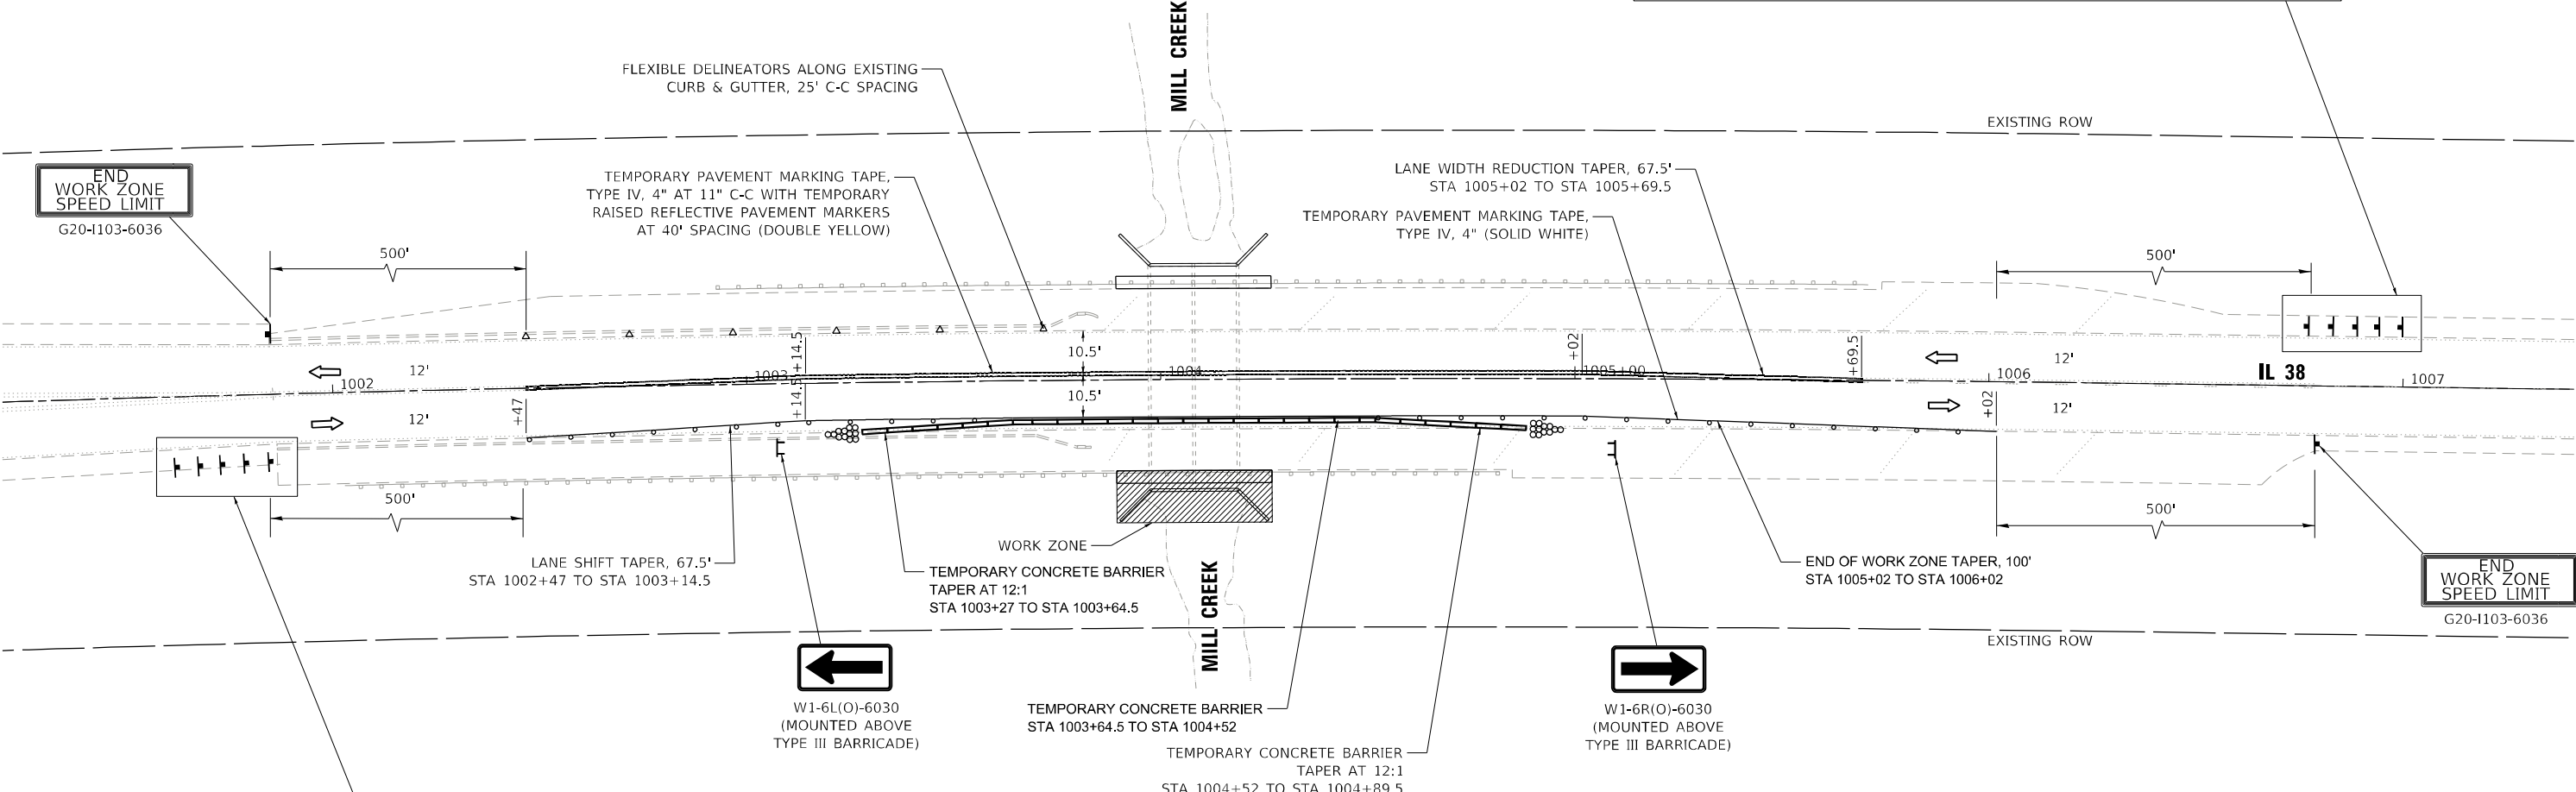 MILL CREEK
FLEXIBLE DELINEATORS ALONG EXISTING
CURB & GUTTER, 25' C-C SPACING
EXISTING ROW
END
WORK ZONE
SPEED LIMIT
G20-I103-6036
TEMPORARY PAVEMENT MARKING TAPE,
TYPE IV, 4" AT 11" C-C WITH TEMPORARY
RAISED REFLECTIVE PAVEMENT MARKERS
AT 40' SPACING (DOUBLE YELLOW)
LANE WIDTH REDUCTION TAPER, 67.5'
STA 1005+02 TO STA 1005+69.5
TEMPORARY PAVEMENT MARKING TAPE,
TYPE IV, 4" (SOLID WHITE)
500'
500'
+14.5
+02
+69.5
10.5'
12'
12'
1002
1003
1004
1005+00
1006
IL 38
1007
+47
+14.5
10.5'
12'
+02
12'
500'
500'
WORK ZONE
LANE SHIFT TAPER, 67.5'
STA 1002+47 TO STA 1003+14.5
TEMPORARY CONCRETE BARRIER
TAPER AT 12:1
STA 1003+27 TO STA 1003+64.5
MILL CREEK
END OF WORK ZONE TAPER, 100'
STA 1005+02 TO STA 1006+02
END
WORK ZONE
SPEED LIMIT
G20-I103-6036
EXISTING ROW
W1-6L(O)-6030
(MOUNTED ABOVE
TYPE III BARRICADE)
TEMPORARY CONCRETE BARRIER
STA 1003+64.5 TO STA 1004+52
W1-6R(O)-6030
(MOUNTED ABOVE
TYPE III BARRICADE)
TEMPORARY CONCRETE BARRIER
TAPER AT 12:1
STA 1004+52 TO STA 1004+89.5